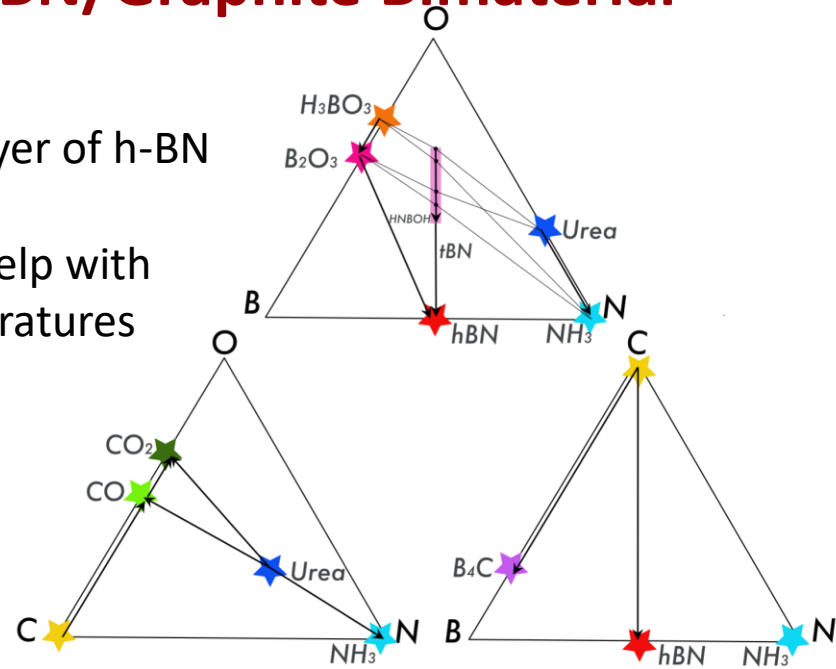 BN/Graphite Bimaterial
O
H₃BO₃
yer of h-BN
B₂O₃
HNBOH
Urea
elp with
tBN
B
N
ratures
hBN
NH₃
O
C
CO₂
CO
Urea
B₄C
C
N
B
N
NH₃
hBN
NH₃